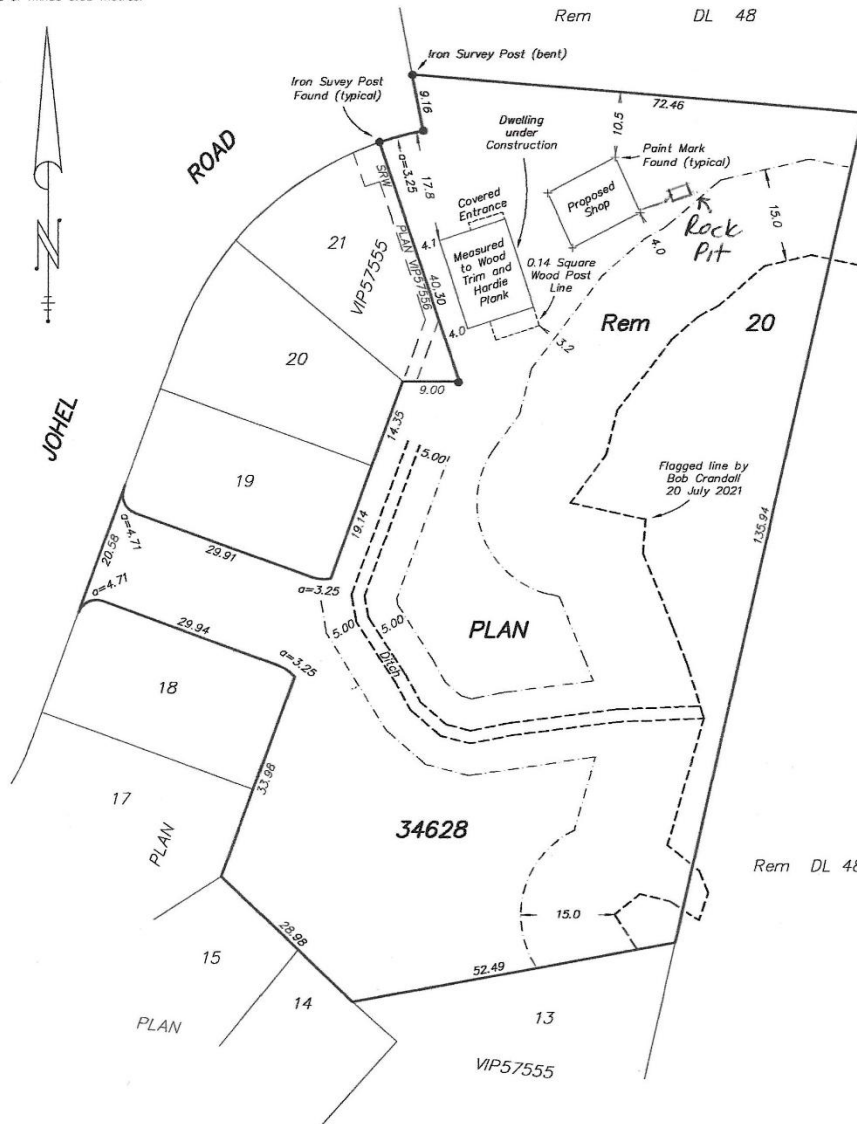 Rem DL 48
Iron Survey Post (bent)
Iron Suvey Post
Found (typical)
9.16
72.46
Dwelling
under
Construction
10.5
Paint Mark
Found (typical)
ROAD
a=3.25
17.8
SRW
Covered
Entrance
Proposed
Shop
Rock
Pit
4.0
15.0
21
VIP57555
PLAN VIP57556
4.1
Measured
to Wood
Trim and
Hardie
Plank
0.14 Square
Wood Post
Line
40.30
4.0
3.2
Rem 20
N
20
9.00
JOHEL
14.35
5.00
19
19.14
Flagged line by
Bob Crandall
20 July 2021
135.94
a=4.71
20.58
29.91
a=3.25
a=4.71
5.00
5.00
29.94
Ditch
PLAN
a=3.25
18
33.98
17
PLAN
34628
Rem DL 48
15.0
28.98
15
52.49
14
13
PLAN
VIP57555